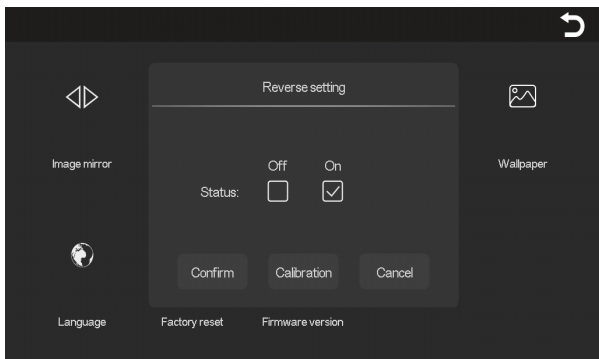 Reverse setting
Image mirror
Wallpaper
Off On
Status:
Confirm Calibration Cancel
Language Factory reset Firmware version